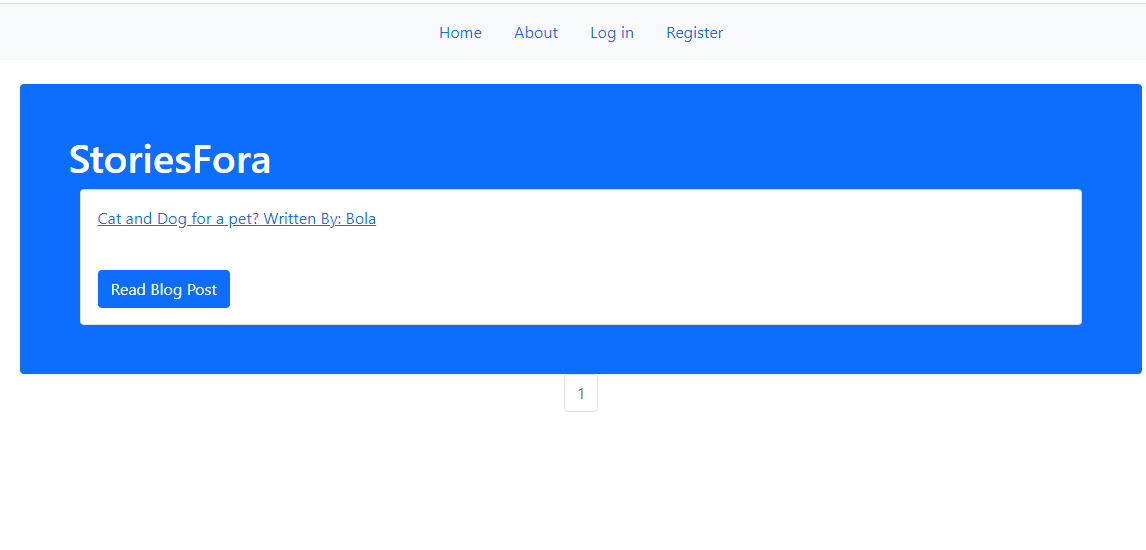 Home About Log in Register
StoriesFora
Cat and Dog for a pet? Written By: Bola
Read Blog Post
1